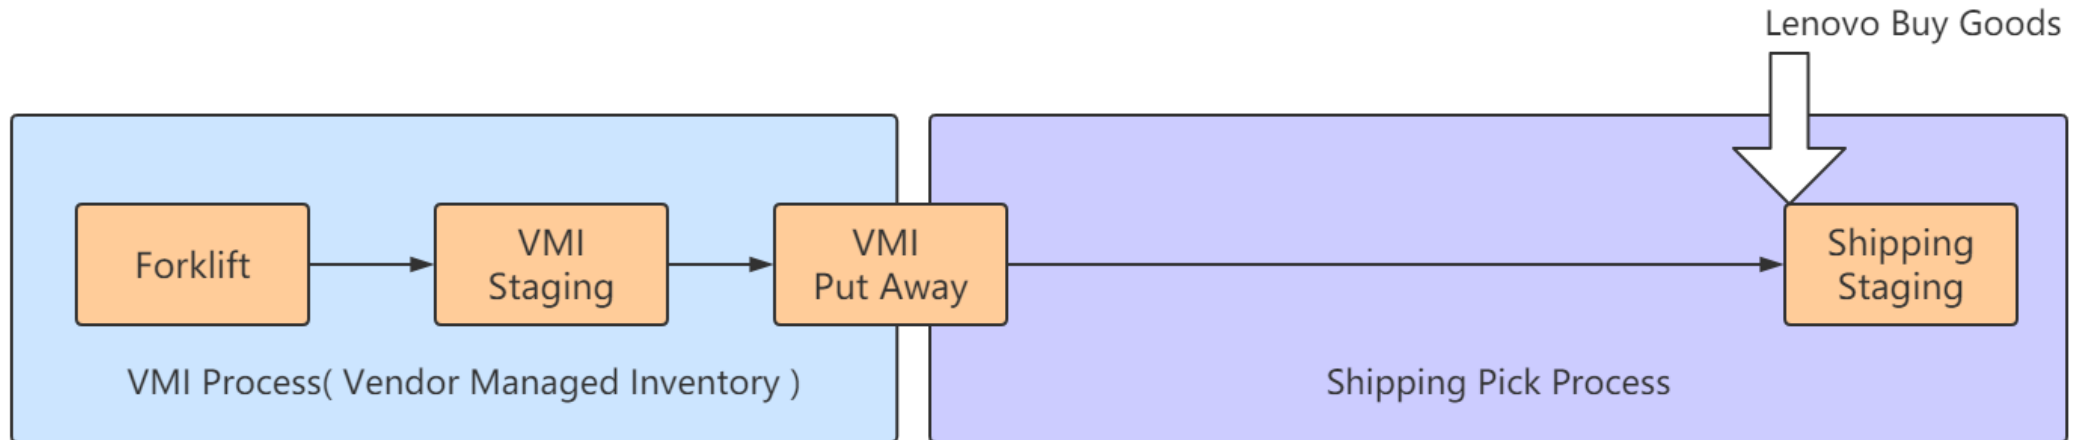 Lenovo Buy Goods
Forklift
VMI
Staging
VMI
Put Away
Shipping
Staging
VMI Process( Vendor Managed Inventory )
Shipping Pick Process